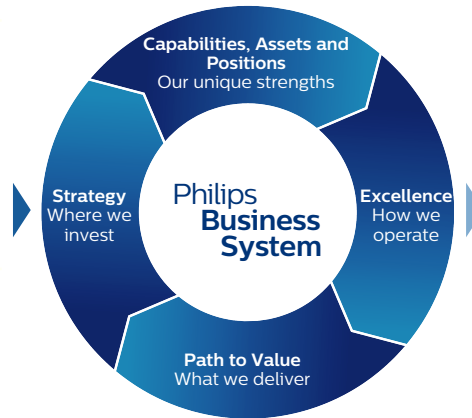 Capabilities, Assets and
Positions
Our unique strengths
Strategy
Where we
invest
Philips
Business
System
Excellence
How we
operate
Path to Value
What we deliver